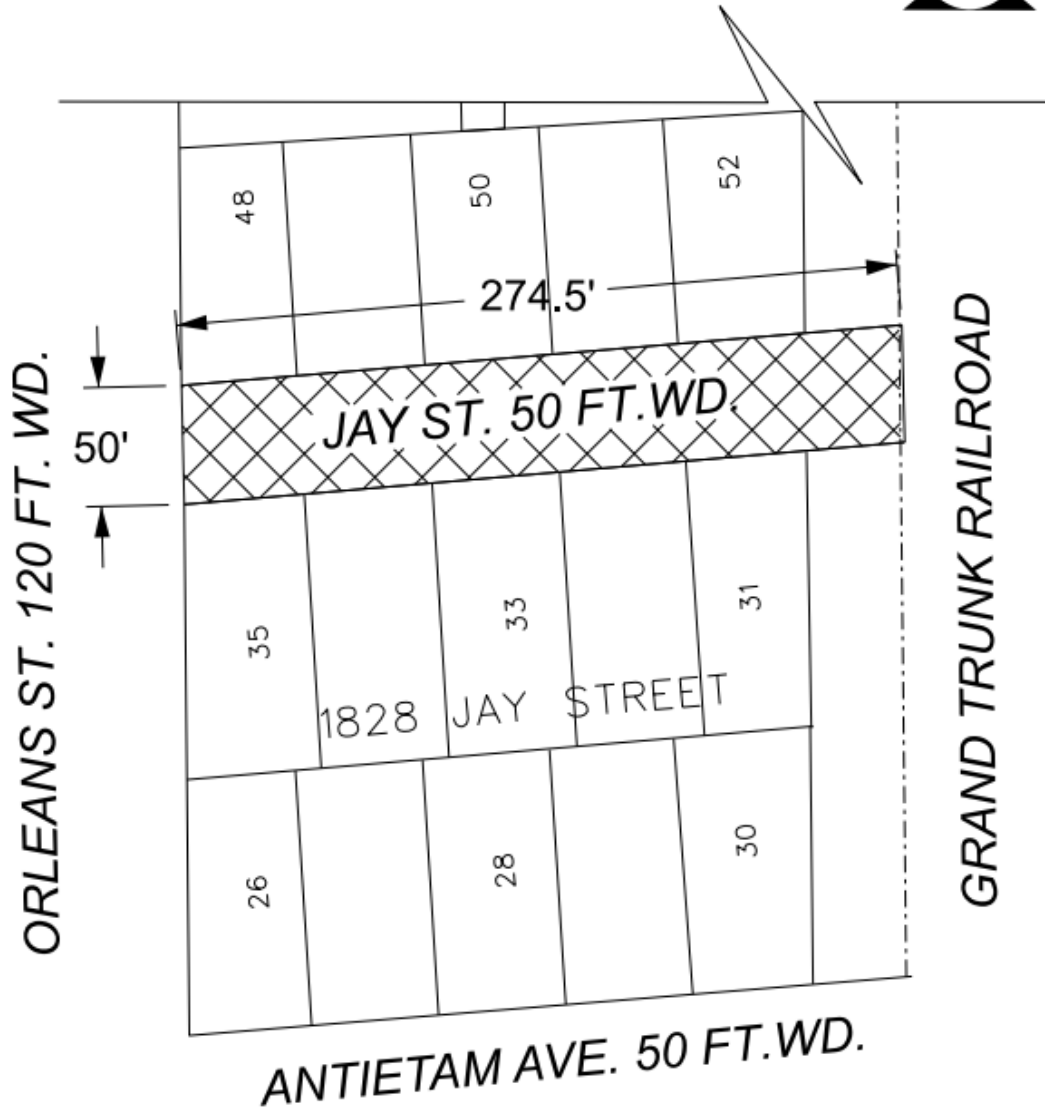 48
50
52
274.5'
ORLEANS ST. 120 FT. WD.
50'
JAY ST. 50 FT.WD.
GRAND TRUNK RAILROAD
35
33
31
1828 JAY STREET
26
28
30
ANTIETAM AVE. 50 FT.WD.